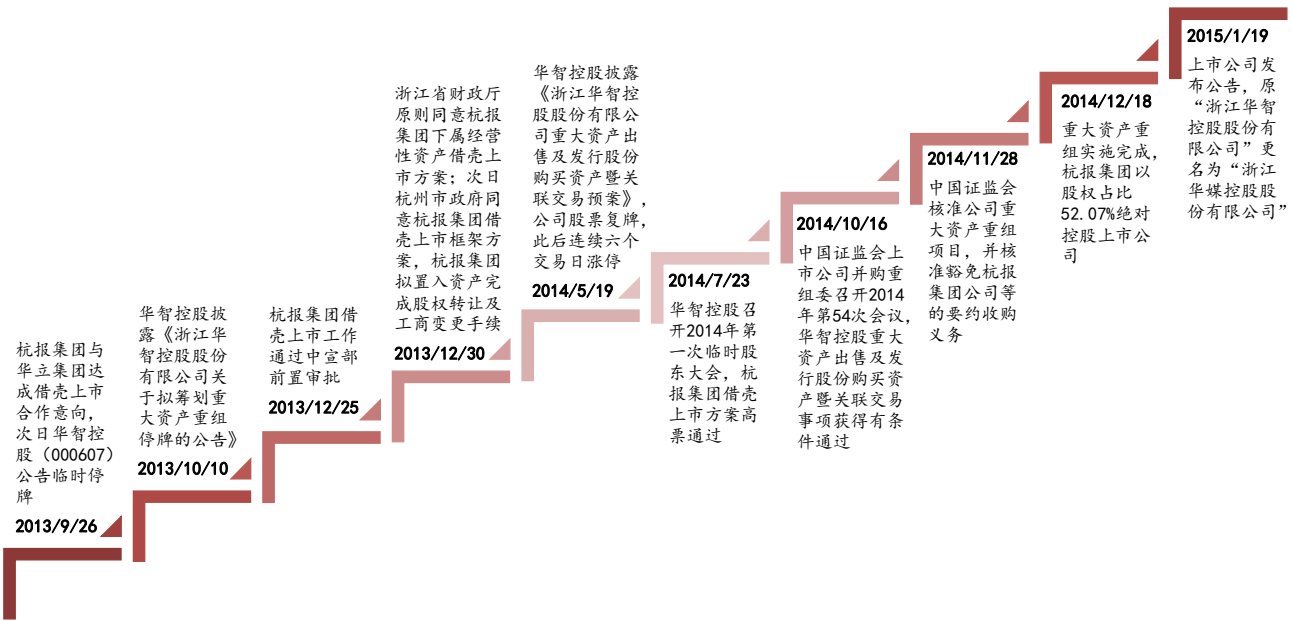 杭报集团与
华立集团达
成借壳上市
合作意向，
次日华智控
股（000607）
公告临时停
牌
2013/9/26
华智控股披
露《浙江华
智控股股份
有限公司关
于拟筹划重
大资产重组
停牌的公告》
2013/10/10
杭报集团借
壳上市工作
通过中宣部
前置审批
2013/12/25
浙江省财政厅
原则同意杭报
集团下属经营
性资产借壳上
市方案；次日
杭州市政府同
意杭报集团借
壳上市框架方
案，杭报集团
拟置入资产完
成股权转让及
工商变更手续
2013/12/30
华智控股披露
《浙江华智控
股股份有限公
司重大资产出
售及发行股份
购买资产暨关
联交易预案》，
公司股票复牌，
此后连续六个
交易日涨停
2014/5/19
2014/7/23
华智控股召
开2014年第
一次临时股
东大会，杭
报集团借壳
上市方案高
票通过
2014/10/16
中国证监会上
市公司并购重
组委召开2014
年第54次会议，
华智控股重大
资产出售及发
行股份购买资
产暨关联交易
事项获得有条
件通过
2014/11/28
中国证监会
核准公司重
大资产重组
项目，并核
准豁免杭报
集团公司等
的要约收购
义务
2014/12/18
重大资产重
组实施完成，
杭报集团以
股权占比
52.07%绝对
控股上市公
司
2015/1/19
上市公司发
布公告，原
“浙江华智
控股股份有
限公司”更
名为“浙江
华媒控股股
份有限公司”